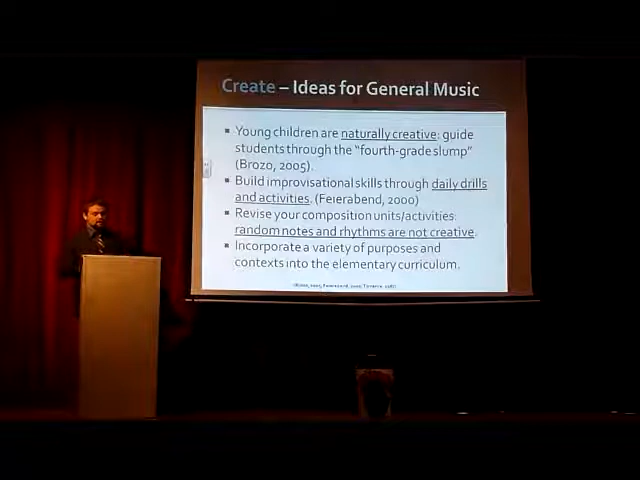 Create – Ideas for General Music
▪ Young children are naturally creative: guide
students through the "fourth-grade slump"
(Brozo, 2005).
▪ Build improvisational skills through daily drills
and activities. (Feierabend, 2000)
▪ Revise your composition units/activities:
random notes and rhythms are not creative.
▪ Incorporate a variety of purposes and
contexts into the elementary curriculum.